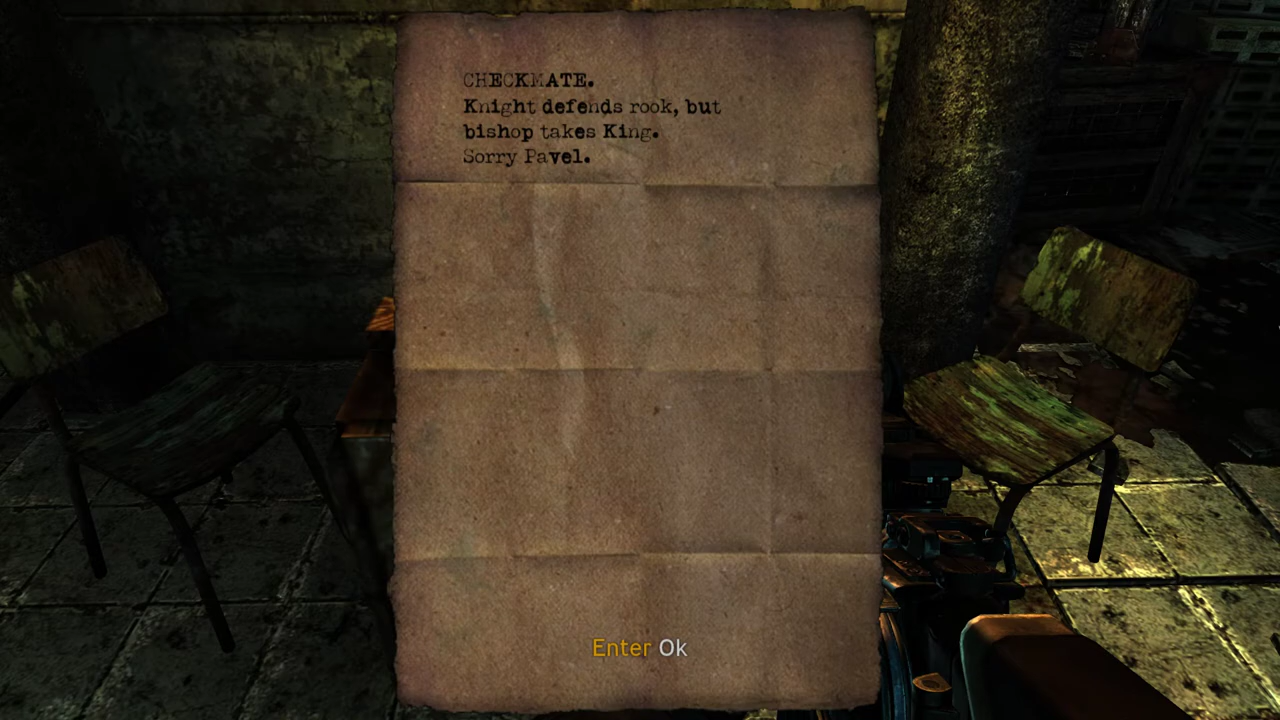 CHECKMATE.
Knight defends rook, but
bishop takes King.
Sorry Pavel.
Enter Ok